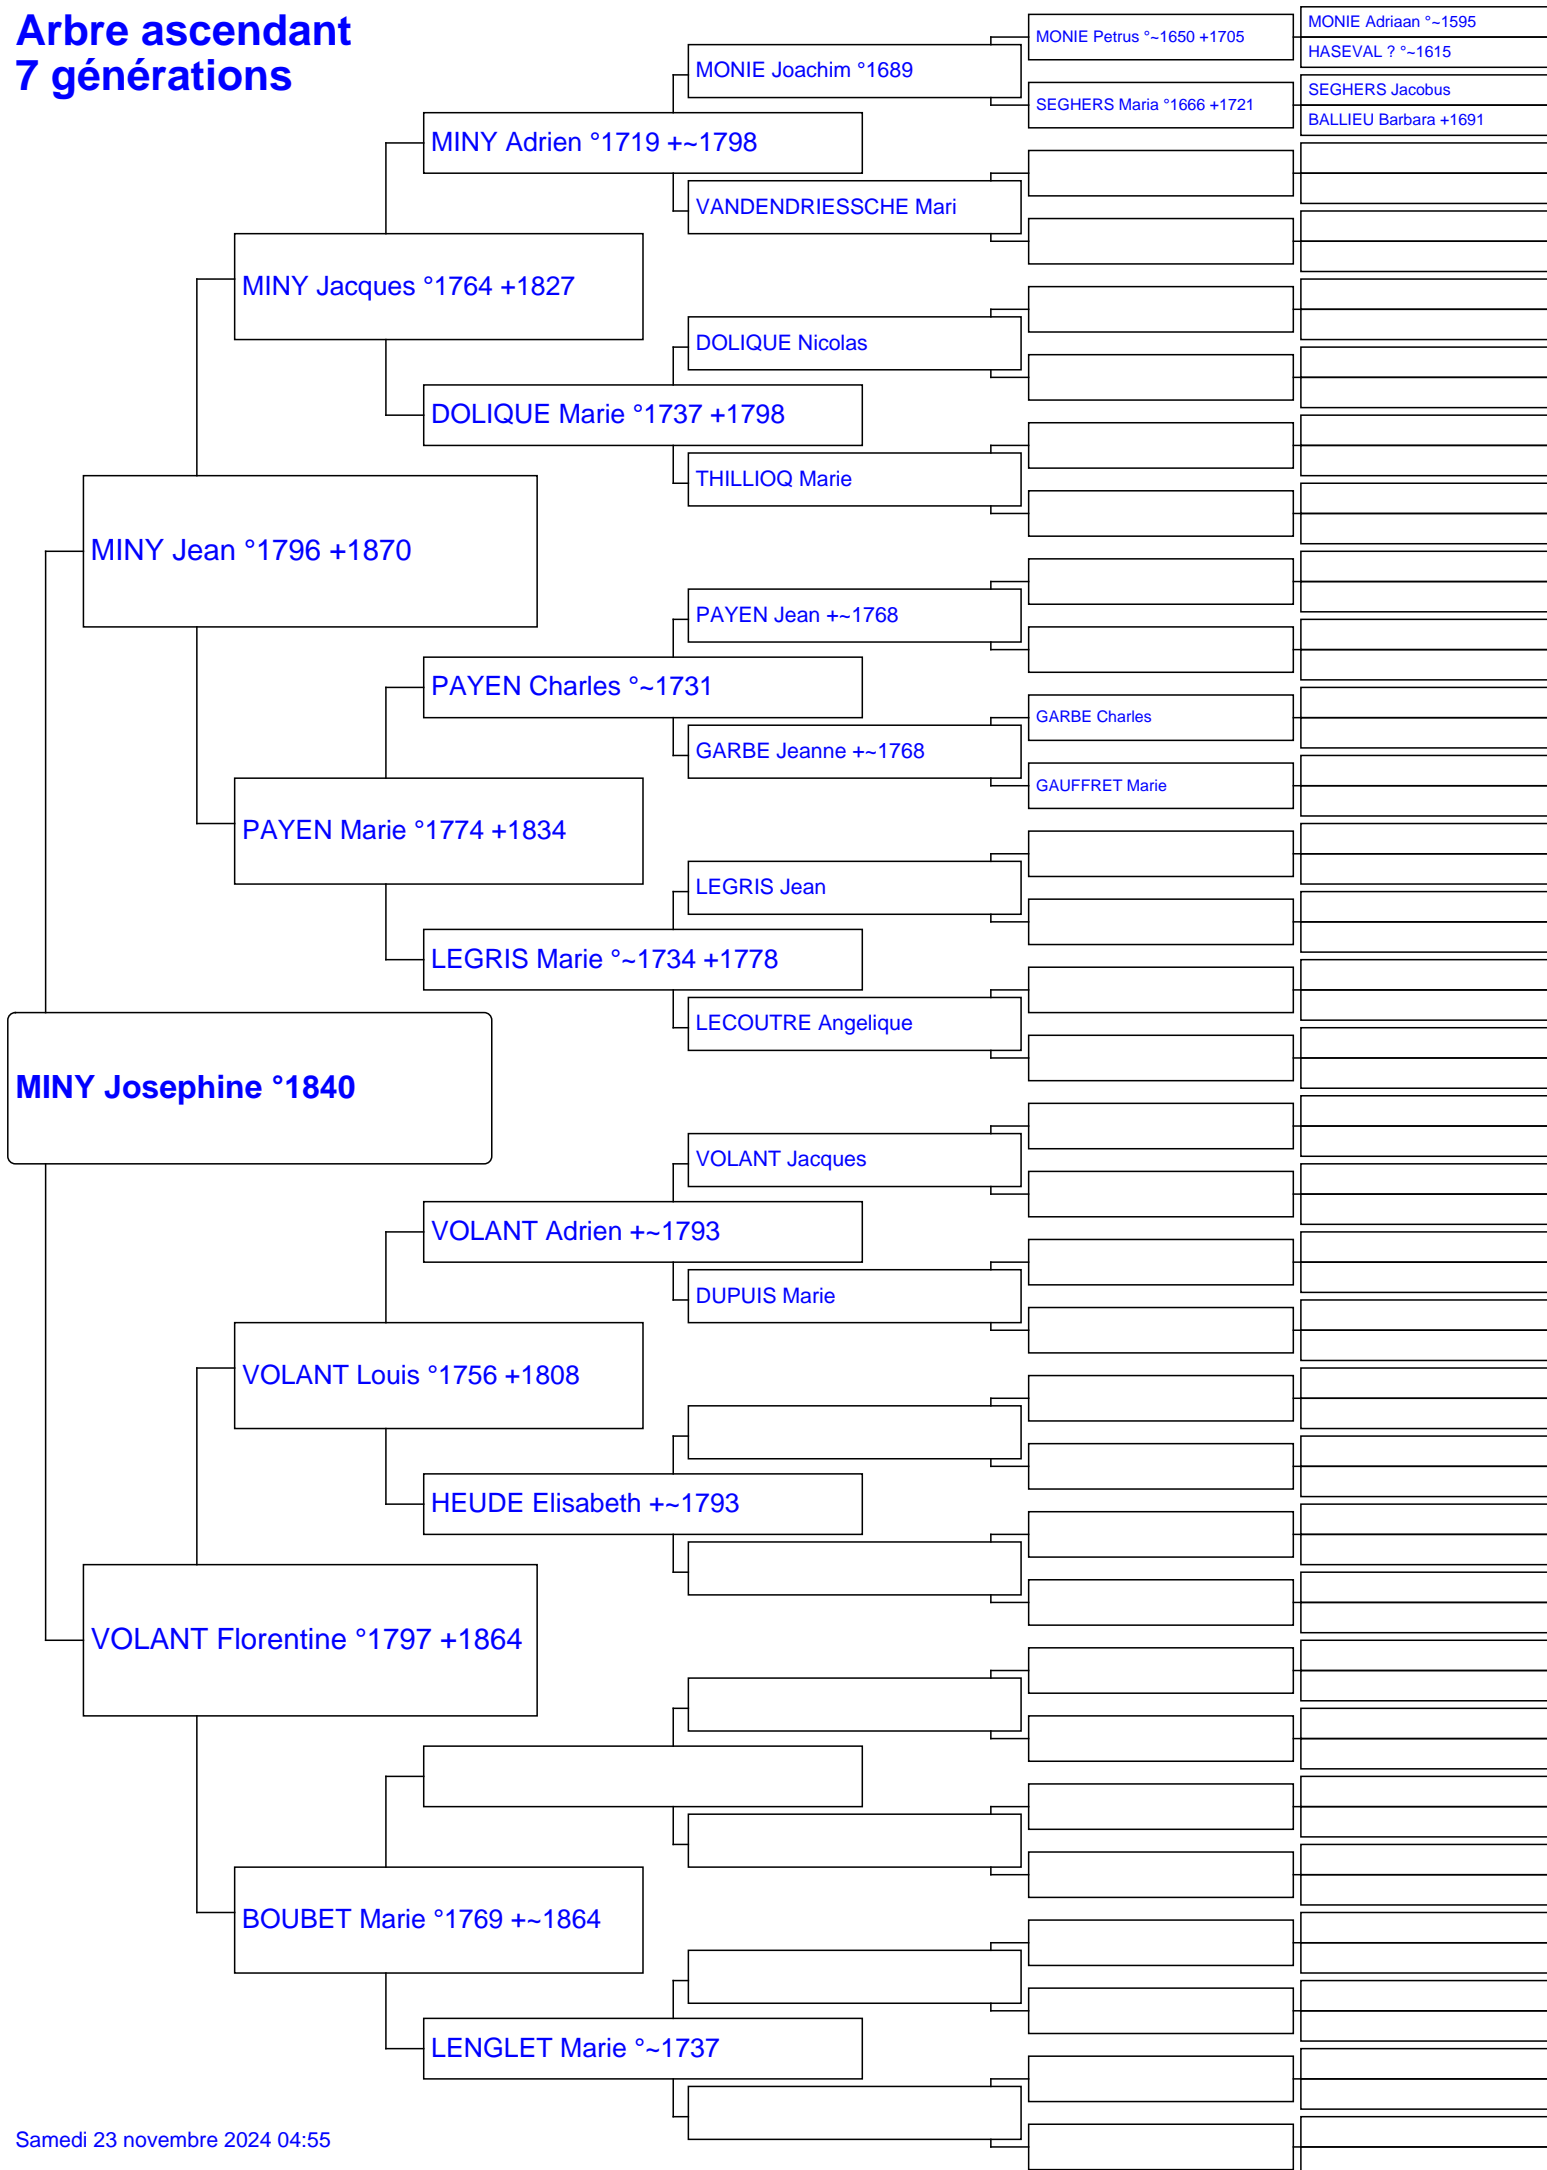 Arbre ascendant
7 générations
MONIE Adriaan °~1595
MONIE Petrus °~1650 +1705
HASEVAL ? °~1615
MONIE Joachim °1689
SEGHERS Jacobus
SEGHERS Maria °1666 +1721
BALLIEU Barbara +1691
MINY Adrien °1719 +~1798
VANDENDRIESSCHE Mari
MINY Jacques °1764 +1827
DOLIQUE Nicolas
DOLIQUE Marie °1737 +1798
THILLIOQ Marie
MINY Jean °1796 +1870
PAYEN Jean +~1768
PAYEN Charles °~1731
GARBE Charles
GARBE Jeanne +~1768
GAUFFRET Marie
PAYEN Marie °1774 +1834
LEGRIS Jean
LEGRIS Marie °~1734 +1778
LECOUTRE Angelique
MINY Josephine °1840
VOLANT Jacques
VOLANT Adrien +~1793
DUPUIS Marie
VOLANT Louis °1756 +1808
HEUDE Elisabeth +~1793
VOLANT Florentine °1797 +1864
BOUBET Marie °1769 +~1864
LENGLET Marie °~1737
Samedi 23 novembre 2024 04:55